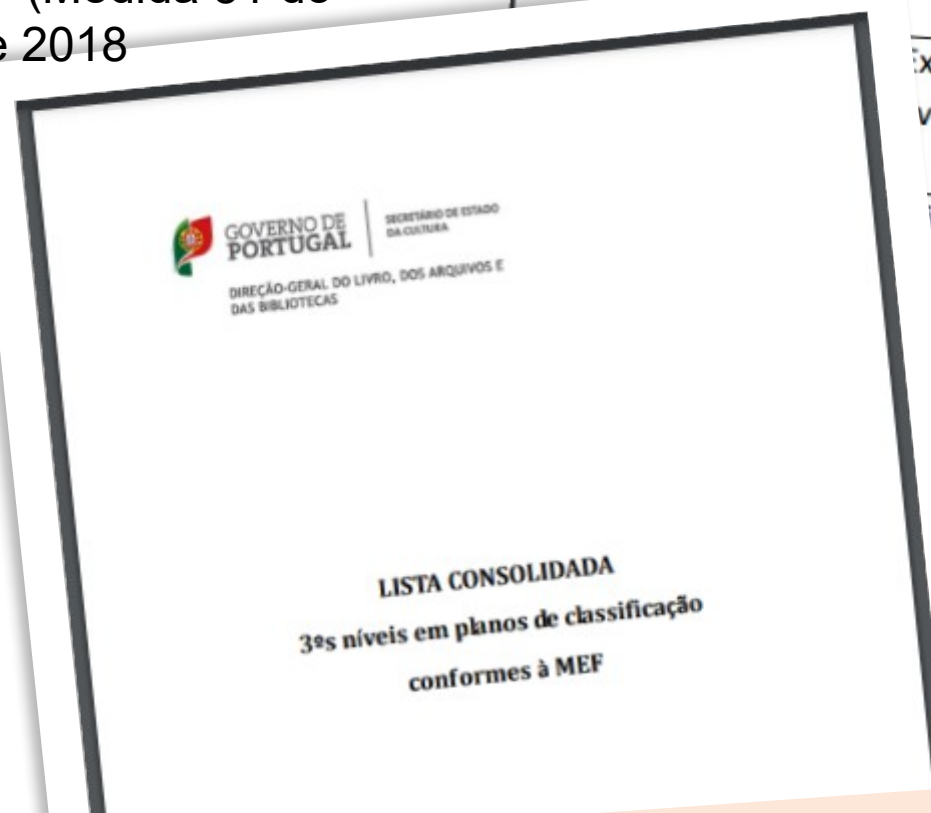 2018
GOVERNO DE
PORTUGAL
SECRETÁRIO DE ESTADO
DA CULTURA
DIREÇÃO-GERAL DO LIVRO, DOS ARQUIVOS E
DAS BIBLIOTECAS
LISTA CONSOLIDADA
3ºs níveis em planos de classificação
conformes à MEF